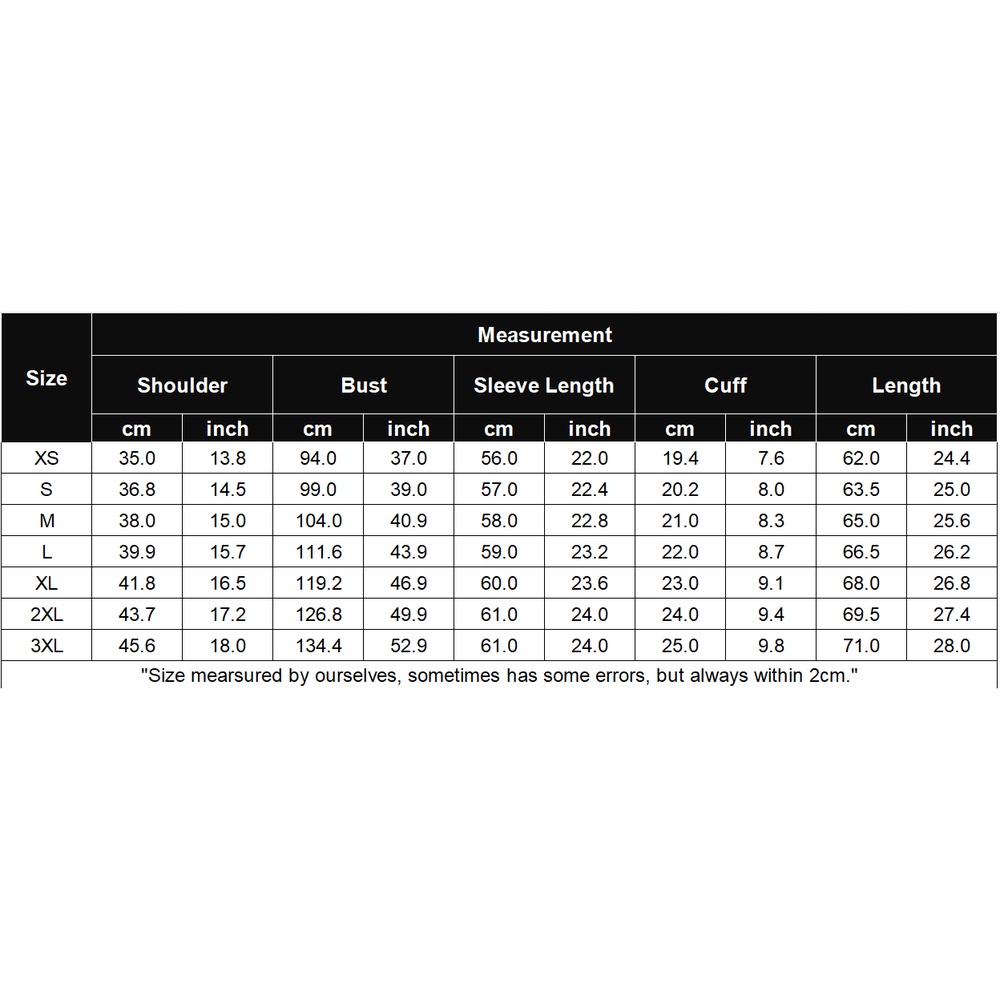 Measurement
Size
Shoulder Bust Sleeve Length Cuff Length
cm inch cm inch cm inch cm inch cm inch
XS 35.0 13.8 94.0 37.0 56.0 22.0 19.4 7.6 62.0 24.4
S 36.8 14.5 99.0 39.0 57.0 22.4 20.2 8.0 63.5 25.0
M 38.0 15.0 104.0 40.9 58.0 22.8 21.0 8.3 65.0 25.6
L 39.9 15.7 111.6 43.9 59.0 23.2 22.0 8.7 66.5 26.2
XL 41.8 16.5 119.2 46.9 60.0 23.6 23.0 9.1 68.0 26.8
2XL 43.7 17.2 126.8 49.9 61.0 24.0 24.0 9.4 69.5 27.4
3XL 45.6 18.0 134.4 52.9 61.0 24.0 25.0 9.8 71.0 28.0
"Size mearsured by ourselves, sometimes has some errors, but always within 2cm."